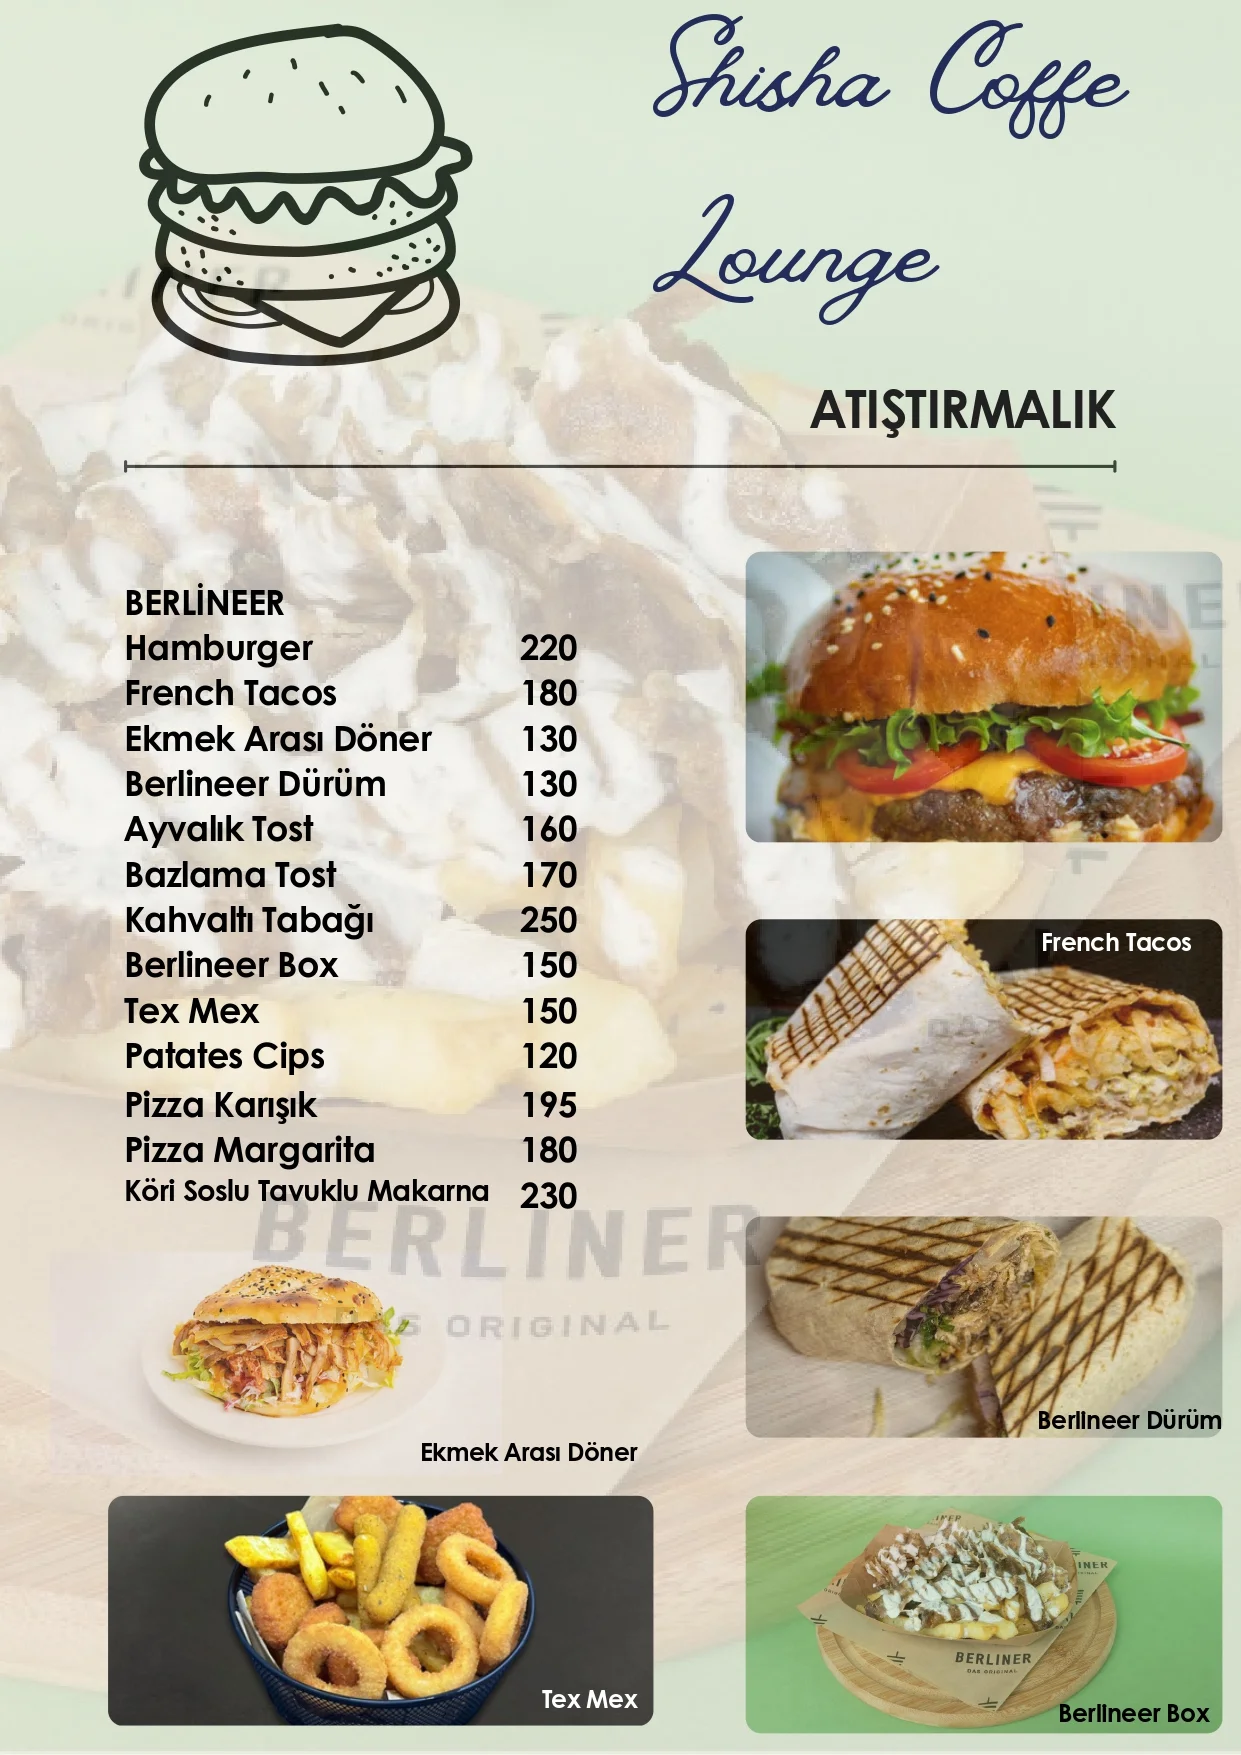 Shisha Coffe
Lounge
ATIŞTIRMALIK
BERLİNEER
Hamburger 220
French Tacos 180
Ekmek Arası Döner 130
Berlineer Dürüm 130
Ayvalık Tost 160
Bazlama Tost 170
Kahvaltı Tabağı 250
Berlineer Box 150
Tex Mex 150
Patates Cips 120
Pizza Karışık 195
Pizza Margarita 180
Köri Soslu Tavuklu Makarna 230
French Tacos
BERLINER
DAS ORIGINAL
Berlineer Dürüm
Ekmek Arası Döner
Tex Mex
BERLINER
DAS ORIGINAL
Berlineer Box